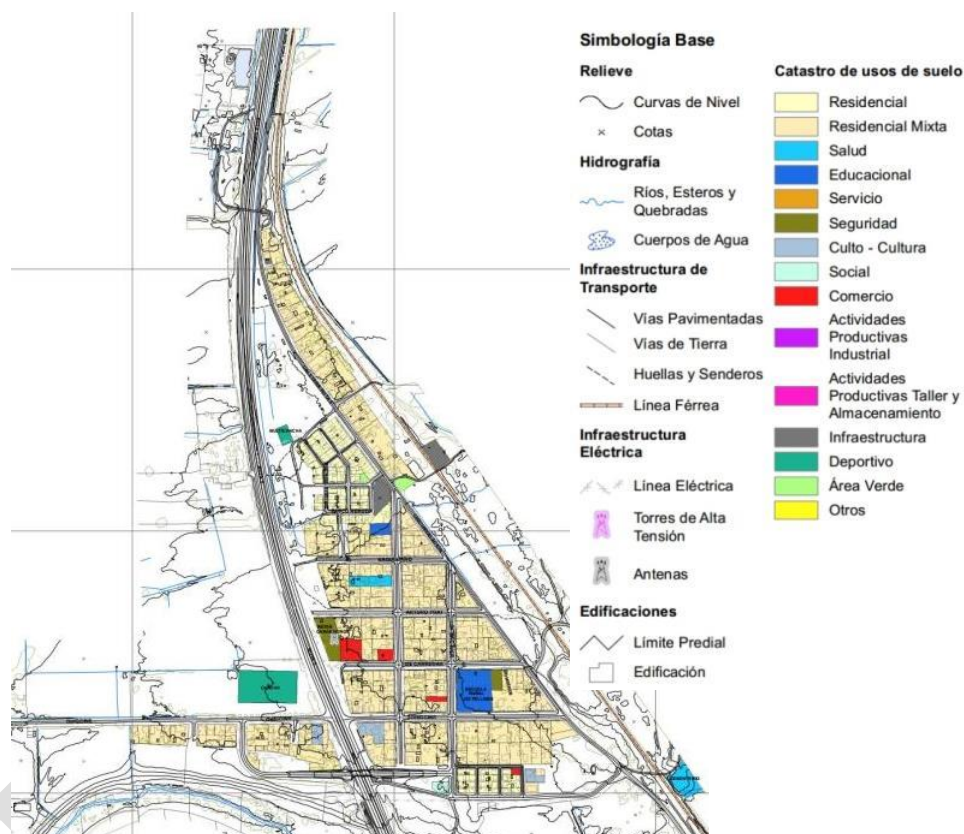 Simbología Base
Relieve
Curvas de Nivel
Cotas
Hidrografía
Ríos, Esteros y
Quebradas
Cuerpos de Agua
Infraestructura de
Transporte
Vías Pavimentadas
Vías de Tierra
Huellas y Senderos
Línea Férrea
Infraestructura
Eléctrica
Línea Eléctrica
Torres de Alta
Tensión
Antenas
Edificaciones
Límite Predial
Edificación
Catastro de usos de suelo
Residencial
Residencial Mixta
Salud
Educacional
Servicio
Seguridad
Culto - Cultura
Social
Comercio
Actividades
Productivas
Industrial
Actividades
Productivas Taller y
Almacenamiento
Infraestructura
Deportivo
Área Verde
Otros